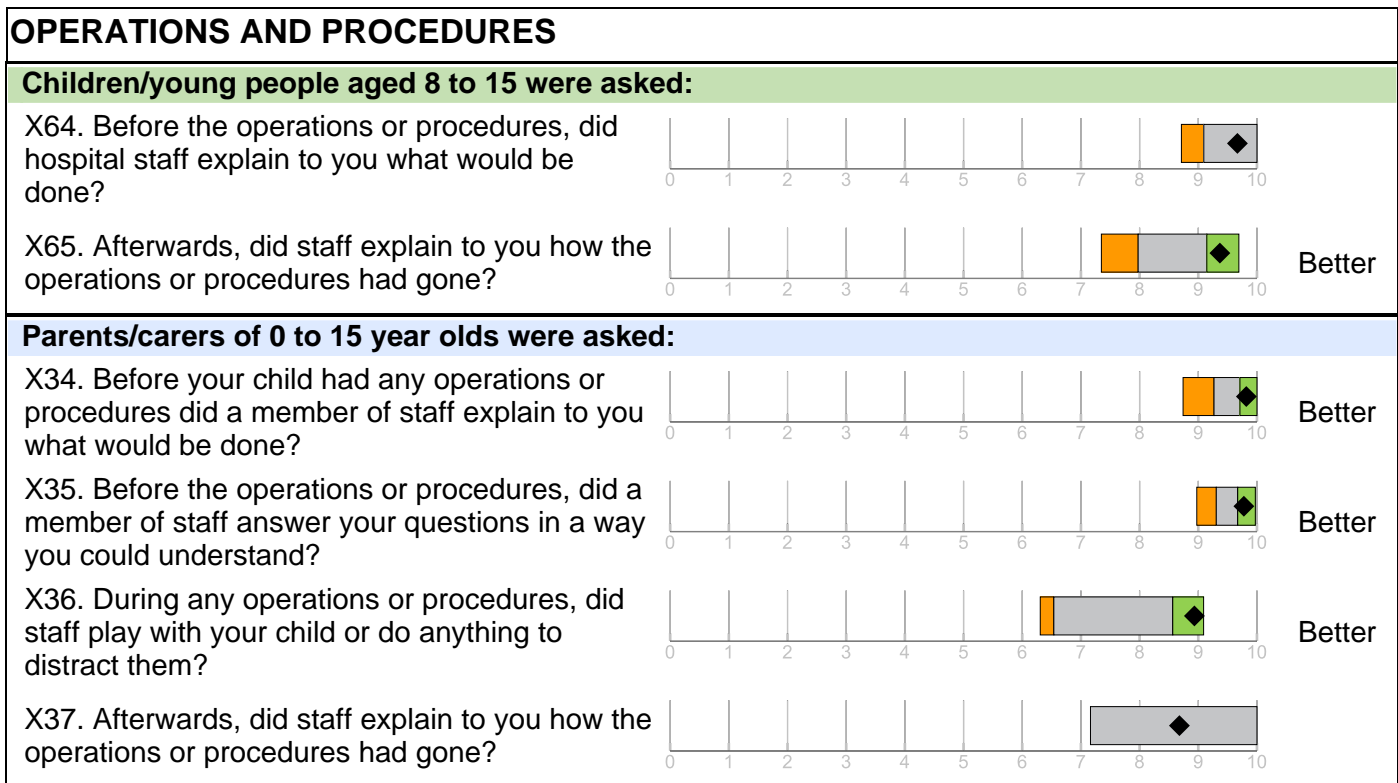 OPERATIONS AND PROCEDURES
Children/young people aged 8 to 15 were asked:
X64. Before the operations or procedures, did
hospital staff explain to you what would be
done?
0 1 2 3 4 5 6 7 8 9 10
X65. Afterwards, did staff explain to you how the
operations or procedures had gone?
0 1 2 3 4 5 6 7 8 9 10
Better
Parents/carers of 0 to 15 year olds were asked:
X34. Before your child had any operations or
procedures did a member of staff explain to you
what would be done?
0 1 2 3 4 5 6 7 8 9 10
Better
X35. Before the operations or procedures, did a
member of staff answer your questions in a way
you could understand?
0 1 2 3 4 5 6 7 8 9 10
Better
X36. During any operations or procedures, did
staff play with your child or do anything to
distract them?
0 1 2 3 4 5 6 7 8 9 10
Better
X37. Afterwards, did staff explain to you how the
operations or procedures had gone?
0 1 2 3 4 5 6 7 8 9 10